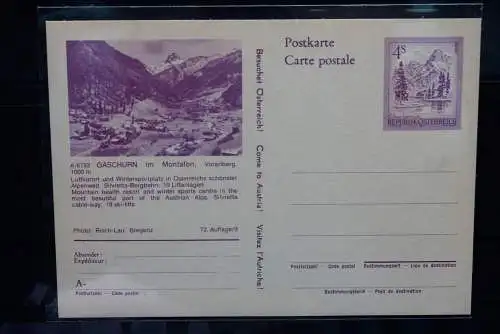 Postkarte
Carte postale
4S
REPUBLIK ÖSTERREICH
A-6793 GASCHURN im Montafon, Vorarlberg,
1000 m
Luftkurort und Wintersportplatz in Österreichs schönster
Alpenwelt. Silvretta-Bergbahn; 19 Liftanlagen
Mountain health resort and winter sports centre in the
most beautiful part of the Austrian Alps. Silvretta
cable-way; 19 ski-lifts
Photo: Risch-Lau, Bregenz 12. Auflage/9
Besuchet Österreich! Come to Austria! Visitez l'Autriche!
Absender:
Expéditeur:
A-
Postleitzahl - Code postal
Postleitzahl - Code postal Bestimmungsort - Lieu de destination
Bestimmungsland - Pays de destination